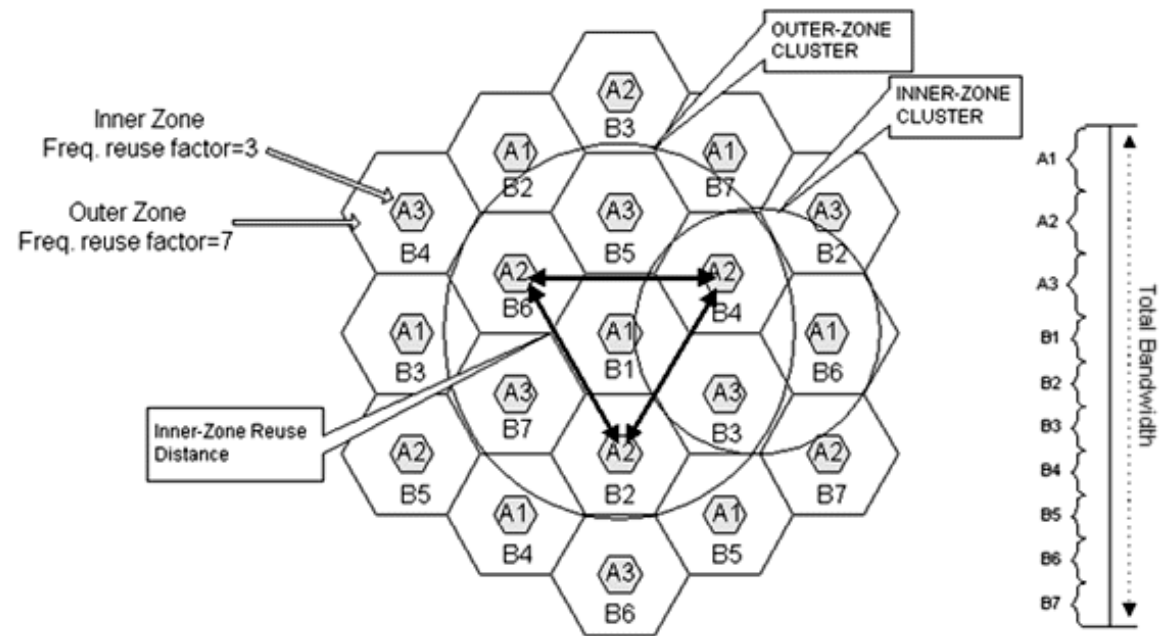 OUTER-ZONE
CLUSTER
INNER-ZONE
CLUSTER
Inner Zone
Freq. reuse factor=3
Outer Zone
Freq. reuse factor=7
Inner-Zone Reuse
Distance
A2
B3
A1
B2
A1
B7
A3
B4
A3
B5
A3
B2
A2
B6
A2
B4
A1
B3
A1
B1
A1
B6
A3
B7
A3
B3
A2
B5
A2
B2
A2
B7
A1
B4
A1
B5
A3
B6
A1
A2
A3
B1
B2
B3
B4
B5
B6
B7
Total Bandwidth